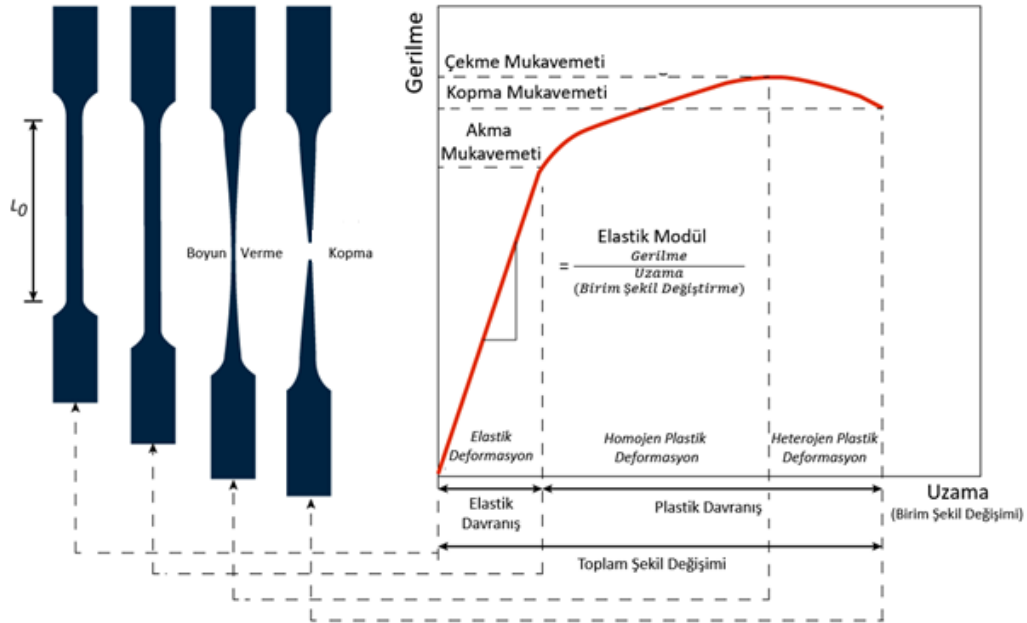 L0
Boyun Verme
Kopma
Gerilme
Çekme Mukavemeti
Kopma Mukavemeti
Akma
Mukavemeti
Elastik Modül
= Gerilme
Uzama
(Birim Şekil Değiştirme)
Elastik
Deformasyon
Homojen Plastik
Deformasyon
Heterojen Plastik
Deformasyon
Elastik
Davranış
Plastik Davranış
Uzama
(Birim Şekil Değişimi)
Toplam Şekil Değişimi